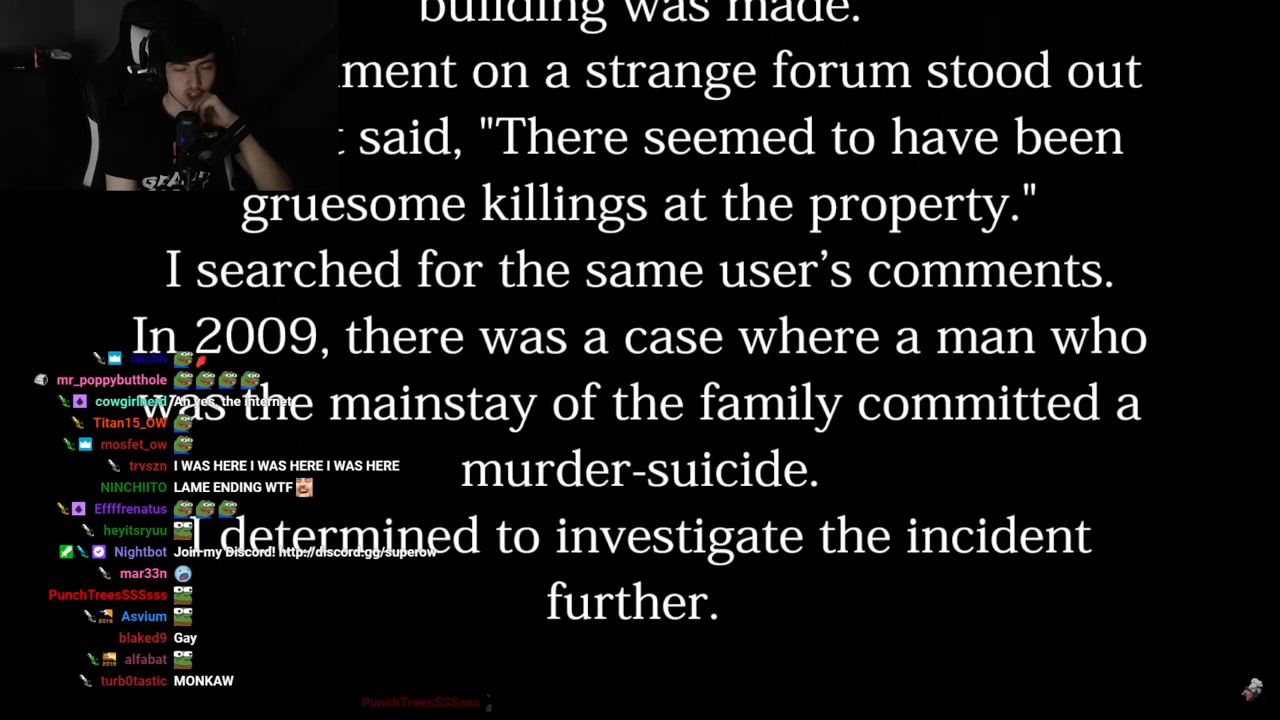 building was made.
ment on a strange forum stood out
t said, "There seemed to have been
gruesome killings at the property."
I searched for the same user’s comments.
In 2009, there was a case where a man who
was the mainstay of the family committed a
murder-suicide.
I determined to investigate the incident
further.
mr_poppybutthole
cowgirlnerd Ah yes, the internet
Titan15_OW
mosfet_ow
trvszn I WAS HERE I WAS HERE I WAS HERE
NINCHIITO LAME ENDING WTF
Effffrenatus
heyitsryuu
Nightbot Join my Discord! http://discord.gg/superow
mar33n
PunchTreesSSSsss
Asvium
blaked9 Gay
alfabat
turb0tastic MONKAW
PunchTreesSSSsss